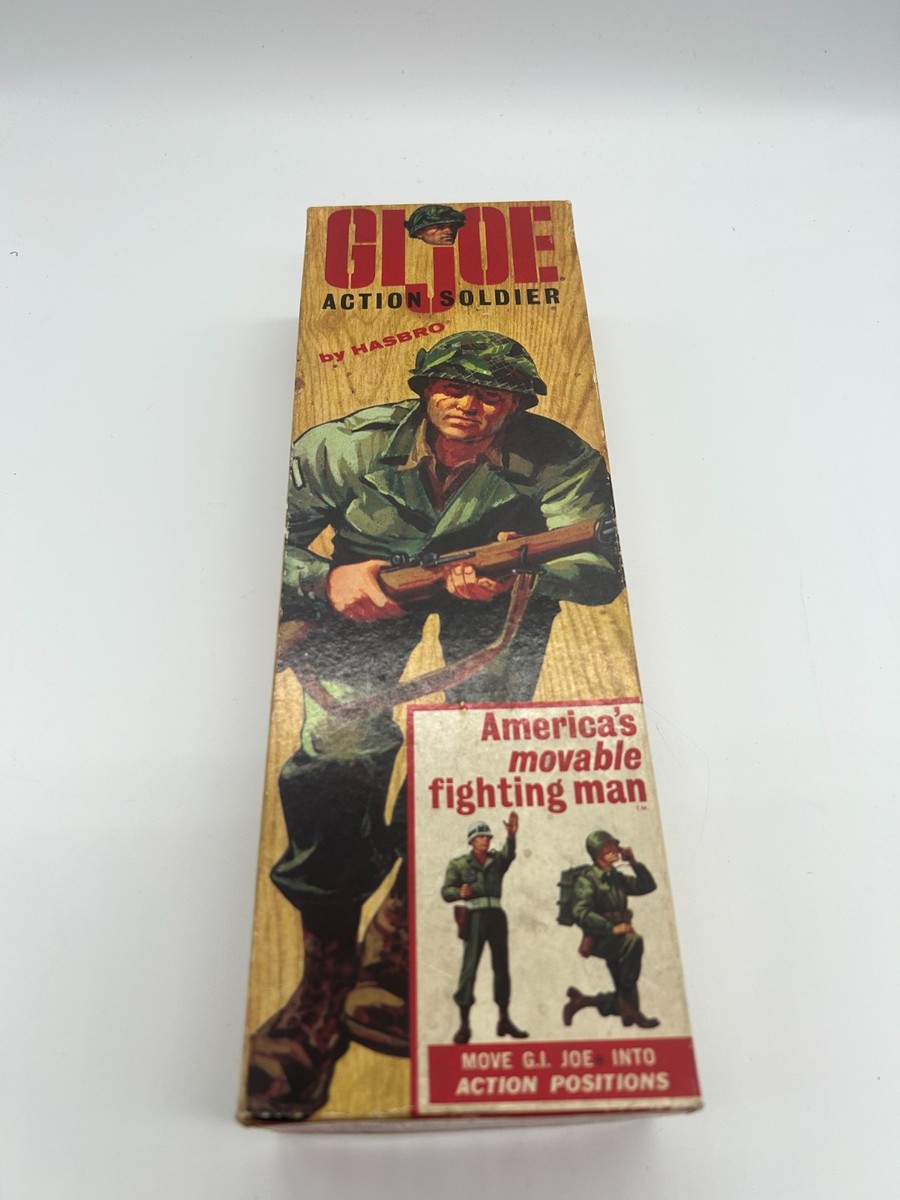 GI JOE®
ACTION SOLDIER
by HASBRO®
America's
movable
fighting man
T.M.
MOVE G.I. JOE® INTO
ACTION POSITIONS